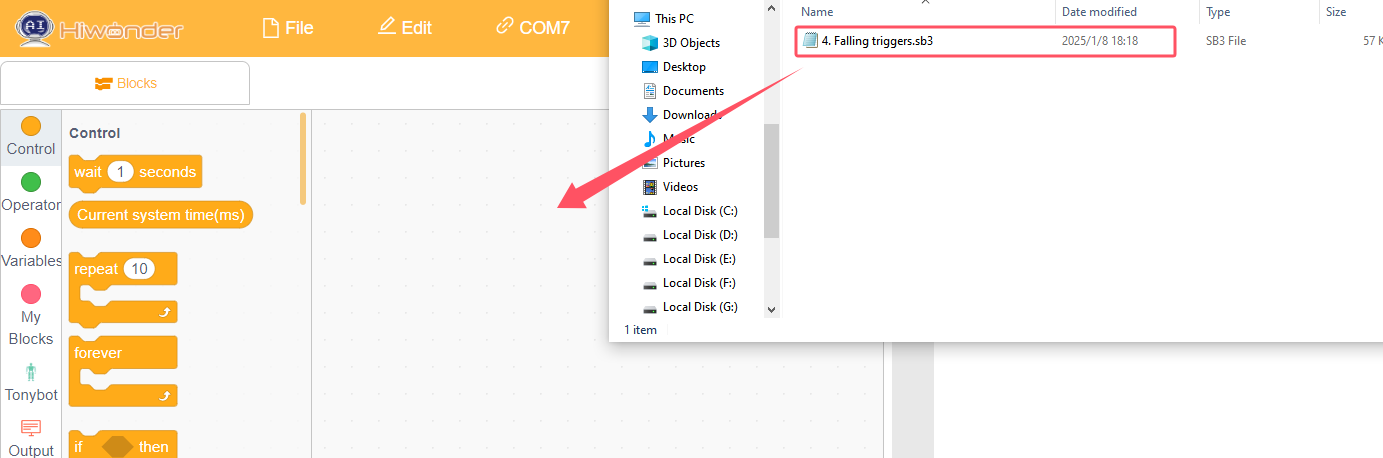 AI
Hiwonder
File
Edit
COM7
Blocks
Control
Operator
Variables
My
Blocks
Tonybot
Output
Control
wait 1 seconds
Current system time(ms)
repeat 10
forever
if then
This PC
3D Objects
Desktop
Documents
Downloads
Music
Pictures
Videos
Local Disk (C:)
Local Disk (D:)
Local Disk (E:)
Local Disk (F:)
Local Disk (G:)
1 item
Name Date modified Type Size
4. Falling triggers.sb3 2025/1/8 18:18 SB3 File 57 K